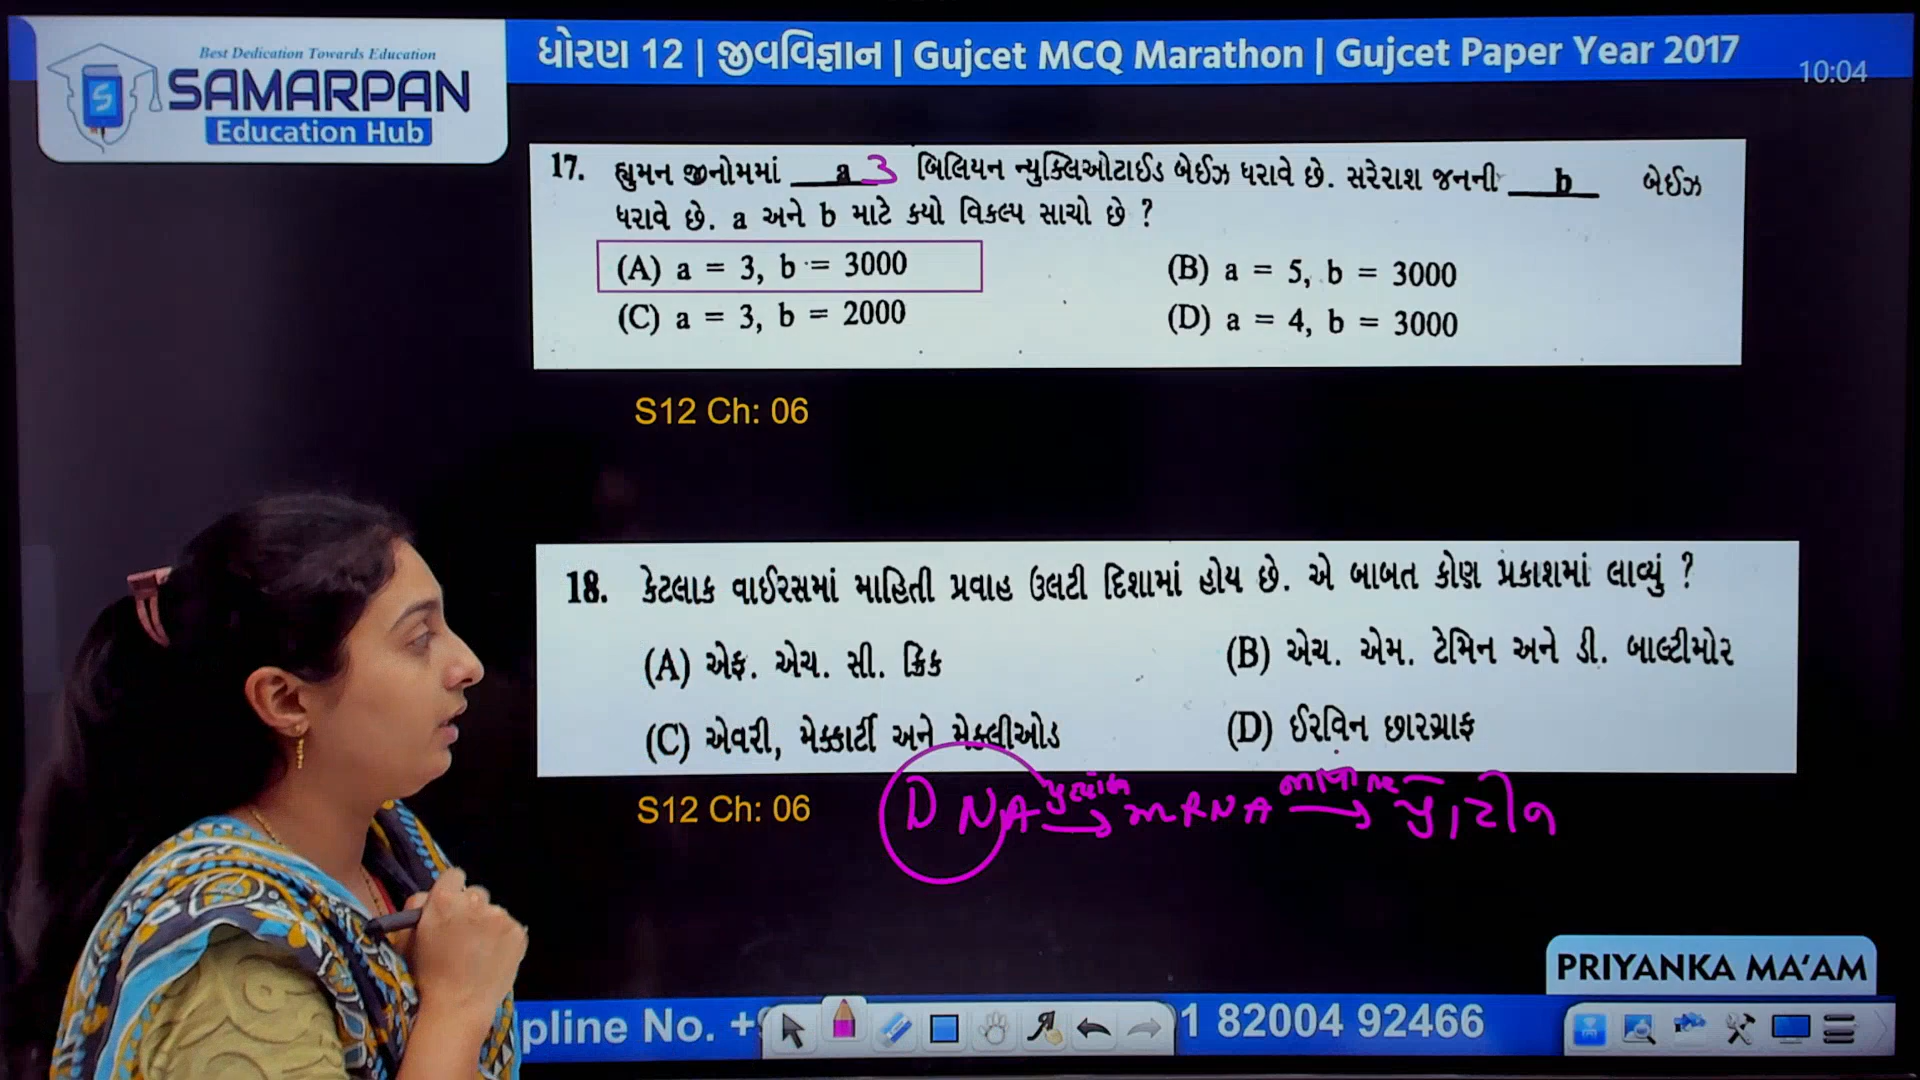 Best Dedication Towards Education
SAMARPAN
Education Hub
ધોરણ 12 | જીવવિજ્ઞાન | Gujcet MCQ Marathon | Gujcet Paper Year 2017
10:04
17. હ્યુમન જીનોમમાં a 3 બિલિયન ન્યુક્લિઓટાઈડ બેઈઝ ધરાવે છે. સરેરાશ જનની b બેઈઝ
ધરાવે છે. a અને b માટે કયો વિકલ્પ સાચો છે ?
(A) a = 3, b = 3000
(B) a = 5, b = 3000
(C) a = 3, b = 2000
(D) a = 4, b = 3000
S12 Ch: 06
18. કેટલાક વાઈરસમાં માહિતી પ્રવાહ ઉલટી દિશામાં હોય છે. એ બાબત કોણ પ્રકાશમાં લાવ્યું ?
(A) એફ. એચ. સી. ક્રિક
(B) એચ. એમ. ટેમિન અને ડી. બાલ્ટીમોર
(C) એવરી, મેક્કાર્ટી અને મેક્લીઓડ
(D) ઈરવિન છારગ્રાફ
S12 Ch: 06
DNA → mRNA → પ્રોટીન
PRIYANKA MA'AM
pline No. +
1 82004 92466